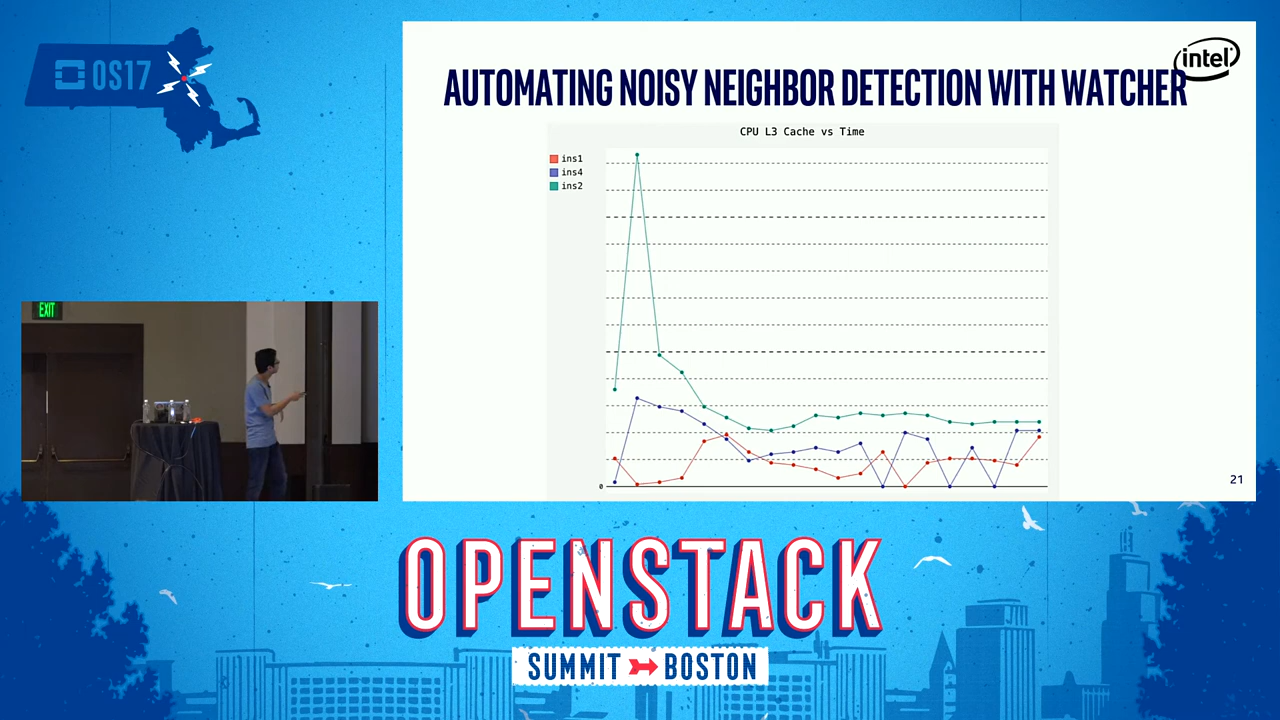 OS17
intel
AUTOMATING NOISY NEIGHBOR DETECTION WITH WATCHER
CPU L3 Cache vs Time
ins1
ins4
ins2
0
21
EXIT
OPENSTACK
SUMMIT BOSTON